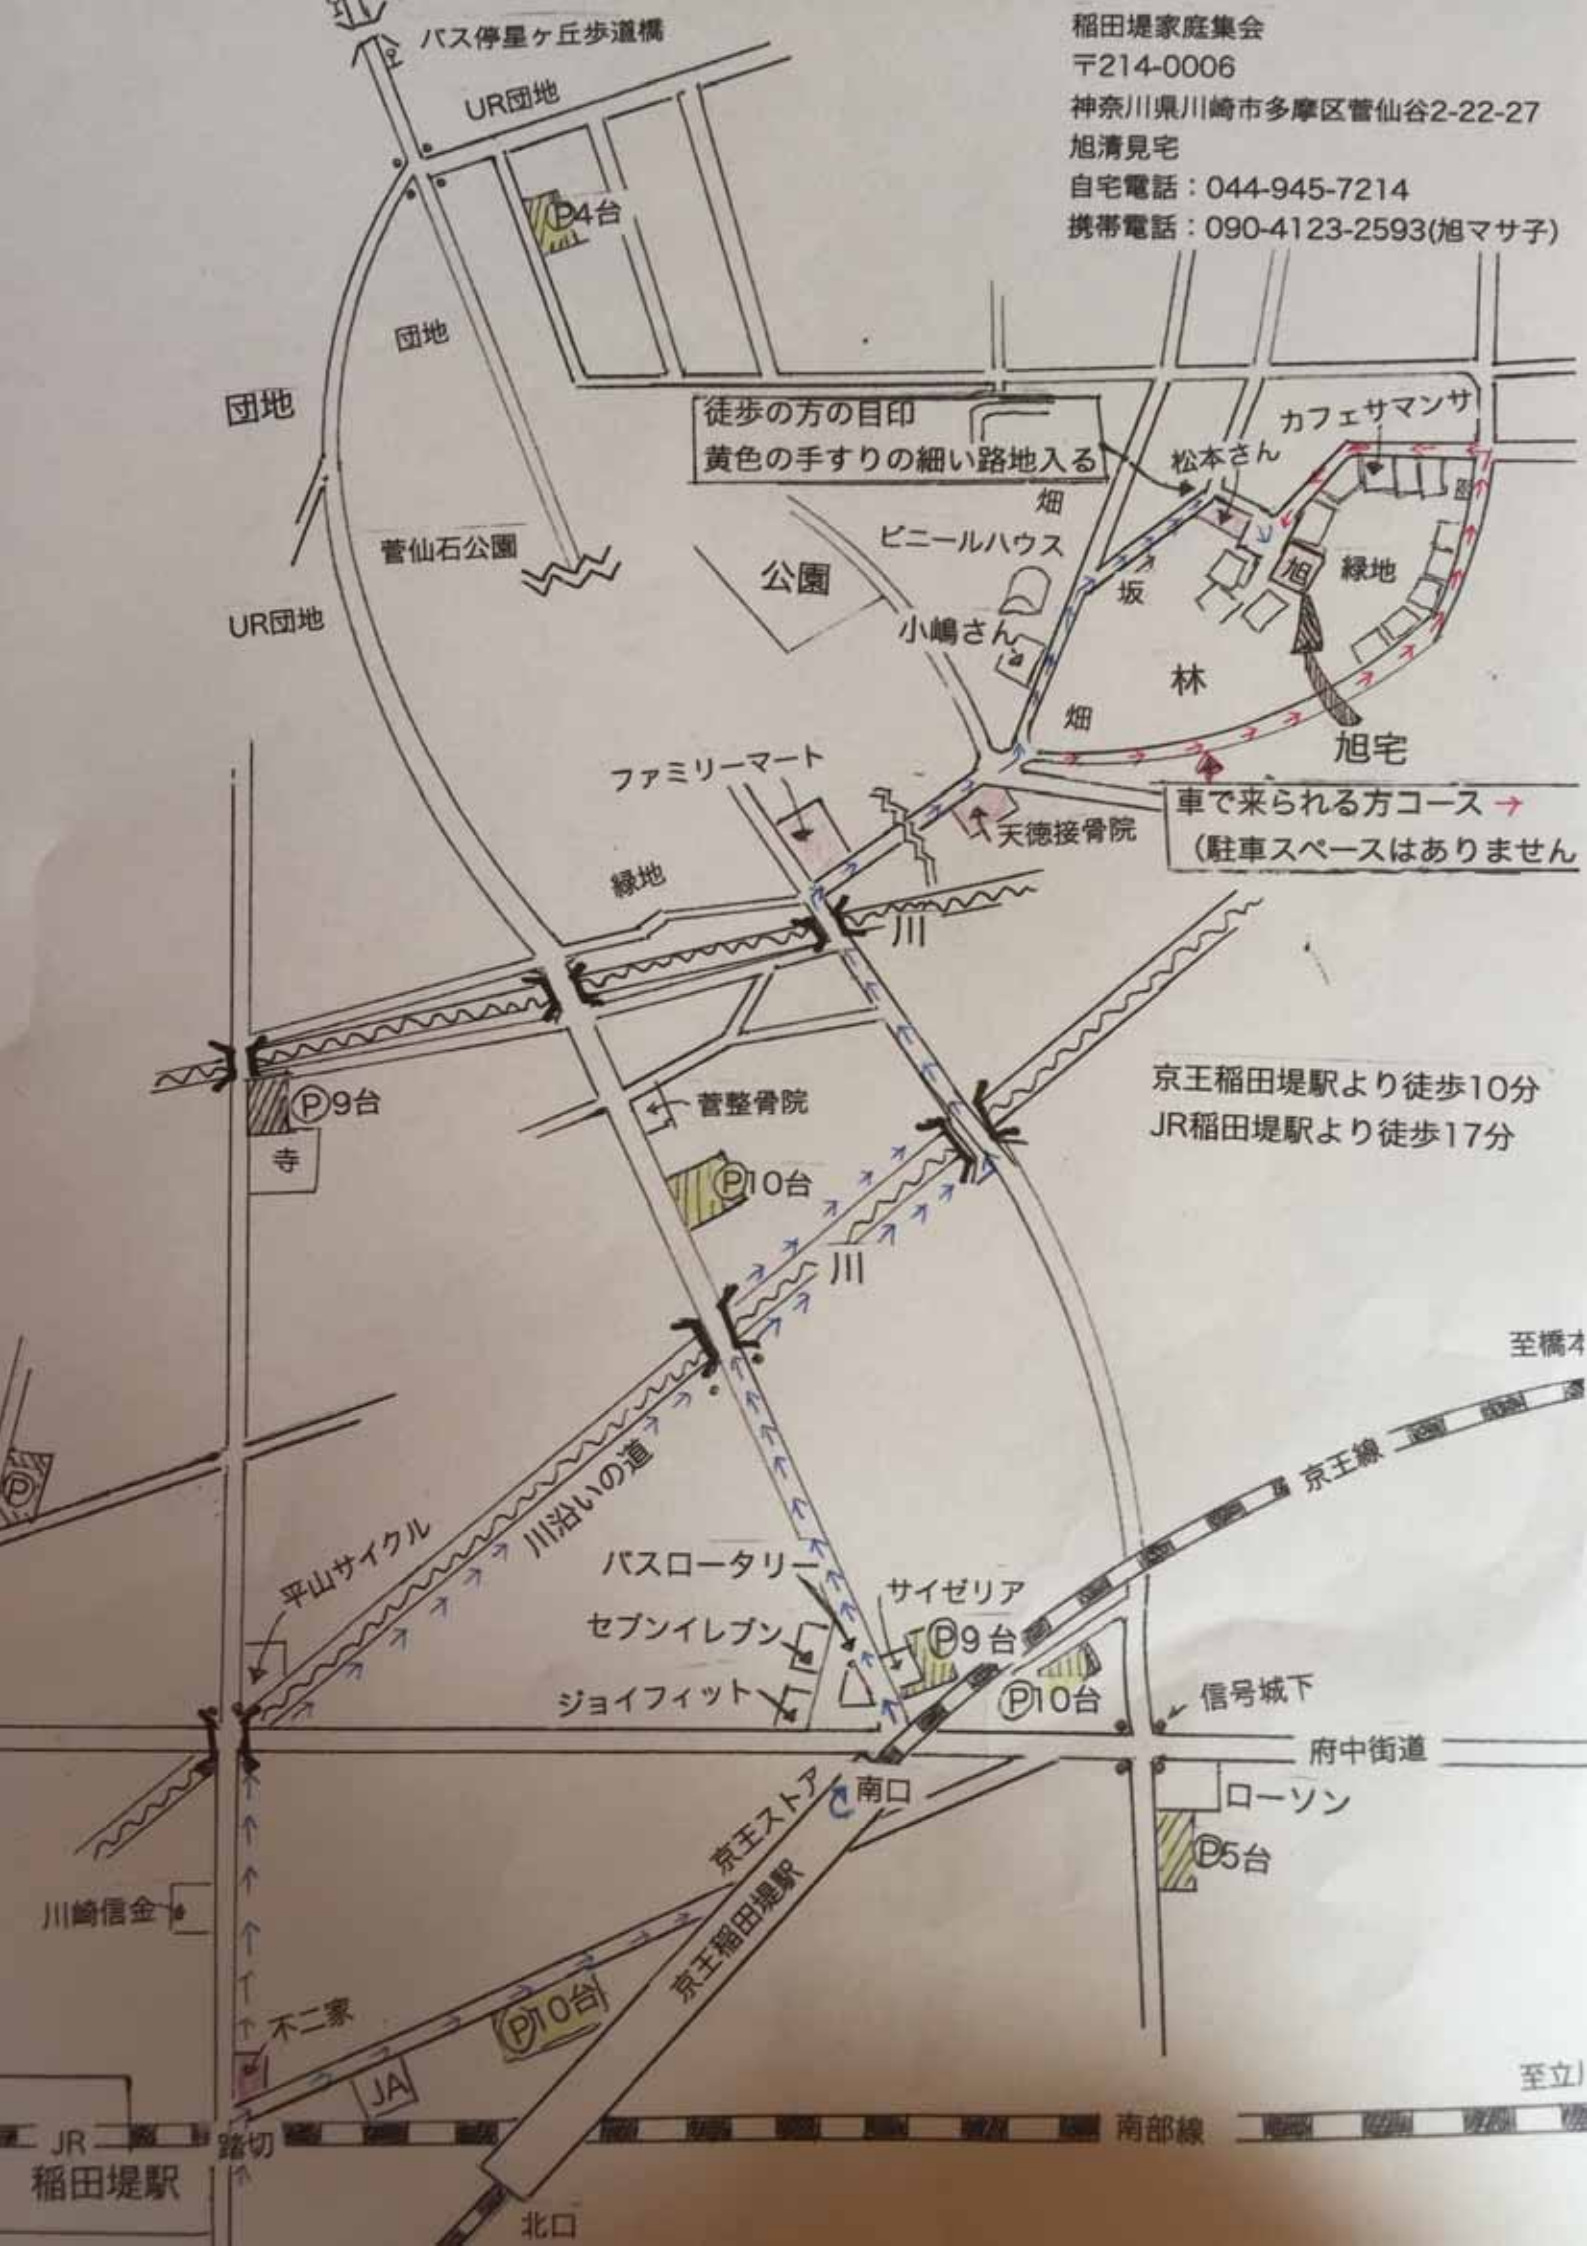 バス停星ヶ丘歩道橋
稲田堤家庭集会
〒214-0006
神奈川県川崎市多摩区菅仙谷2-22-27
旭清見宅
自宅電話：044-945-7214
携帯電話：090-4123-2593(旭マサ子)
UR団地
P4台
団地
団地
徒歩の方の目印
黄色の手すりの細い路地入る
カフェサマンサ
松本さん
畑
ビニールハウス
菅仙石公園
公園
坂
旭
緑地
UR団地
小嶋さん
林
畑
旭宅
ファミリーマート
車で来られる方コース→
（駐車スペースはありません
天徳接骨院
緑地
川
京王稲田堤駅より徒歩10分
JR稲田堤駅より徒歩17分
P9台
菅整骨院
寺
P10台
川
至橋本
京王線
P
川沿いの道
平山サイクル
バスロータリー
サイゼリア
セブンイレブン
P9台
ジョイフィット
P10台
信号城下
府中街道
南口
ローソン
京王ストア
P5台
京王稲田堤駅
川崎信金
不二家
P10台
JA
至立川
JR
踏切
南部線
稲田堤駅
北口